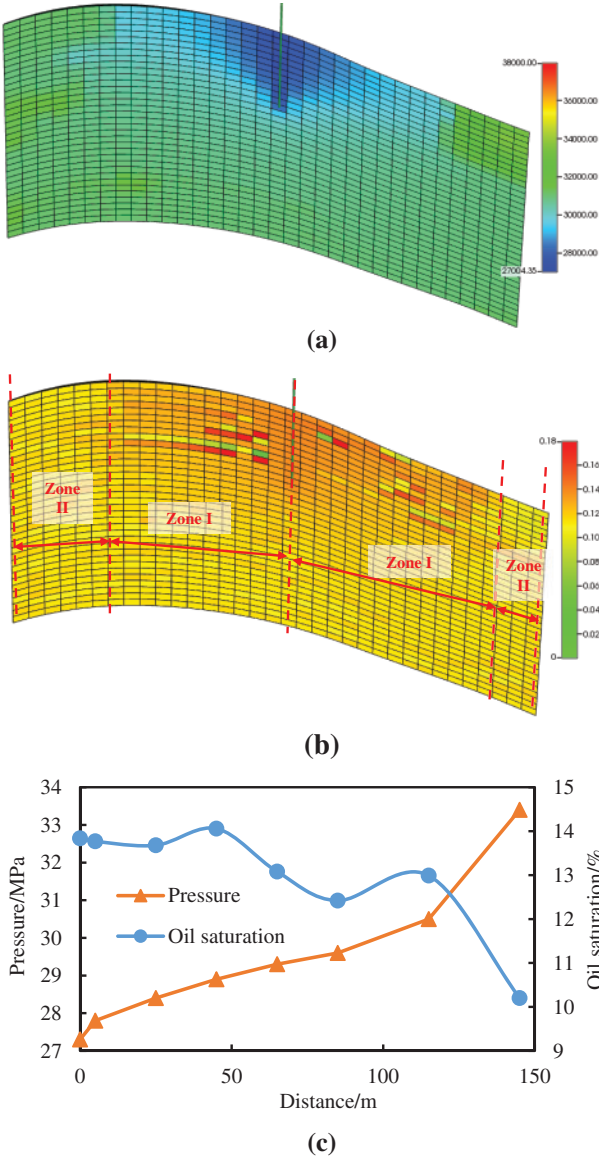 38000.00
36000.00
34000.00
32000.00
30000.00
28000.00
27004.35
(a)
0.18
0.16
0.14
0.12
0.10
0.08
0.06
0.04
0.02
0
Zone
II
Zone I
Zone I
Zone
II
(b)
34
33
32
31
30
29
28
27
Pressure/MPa
15
14
13
12
11
10
9
Oil saturation/%
Pressure
Oil saturation
0
50
100
150
Distance/m
(c)